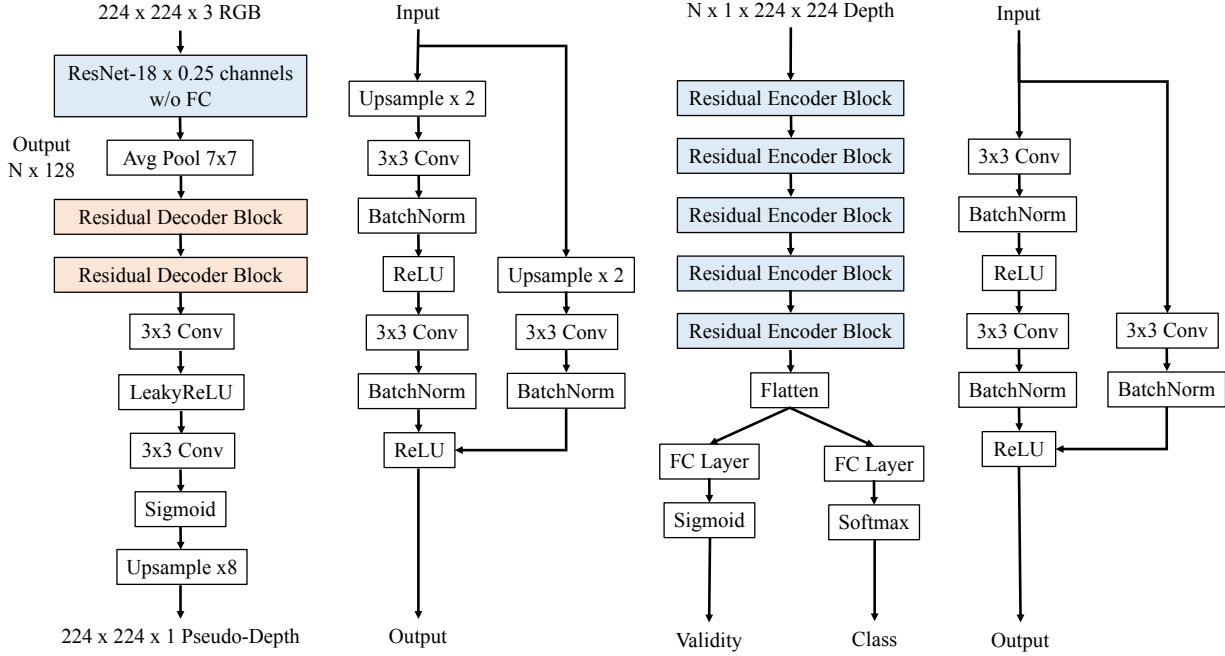 224 x 224 x 3 RGB
ResNet-18 x 0.25 channels
w/o FC
Output
N x 128
Avg Pool 7x7
Residual Decoder Block
Residual Decoder Block
3x3 Conv
LeakyReLU
3x3 Conv
Sigmoid
Upsample x8
224 x 224 x 1 Pseudo-Depth
Input
Upsample x 2
3x3 Conv
BatchNorm
ReLU
3x3 Conv
BatchNorm
ReLU
Output
Upsample x 2
3x3 Conv
BatchNorm
N x 1 x 224 x 224 Depth
Residual Encoder Block
Residual Encoder Block
Residual Encoder Block
Residual Encoder Block
Residual Encoder Block
Flatten
FC Layer
Sigmoid
Validity
FC Layer
Softmax
Class
Input
3x3 Conv
BatchNorm
ReLU
3x3 Conv
BatchNorm
ReLU
Output
3x3 Conv
BatchNorm